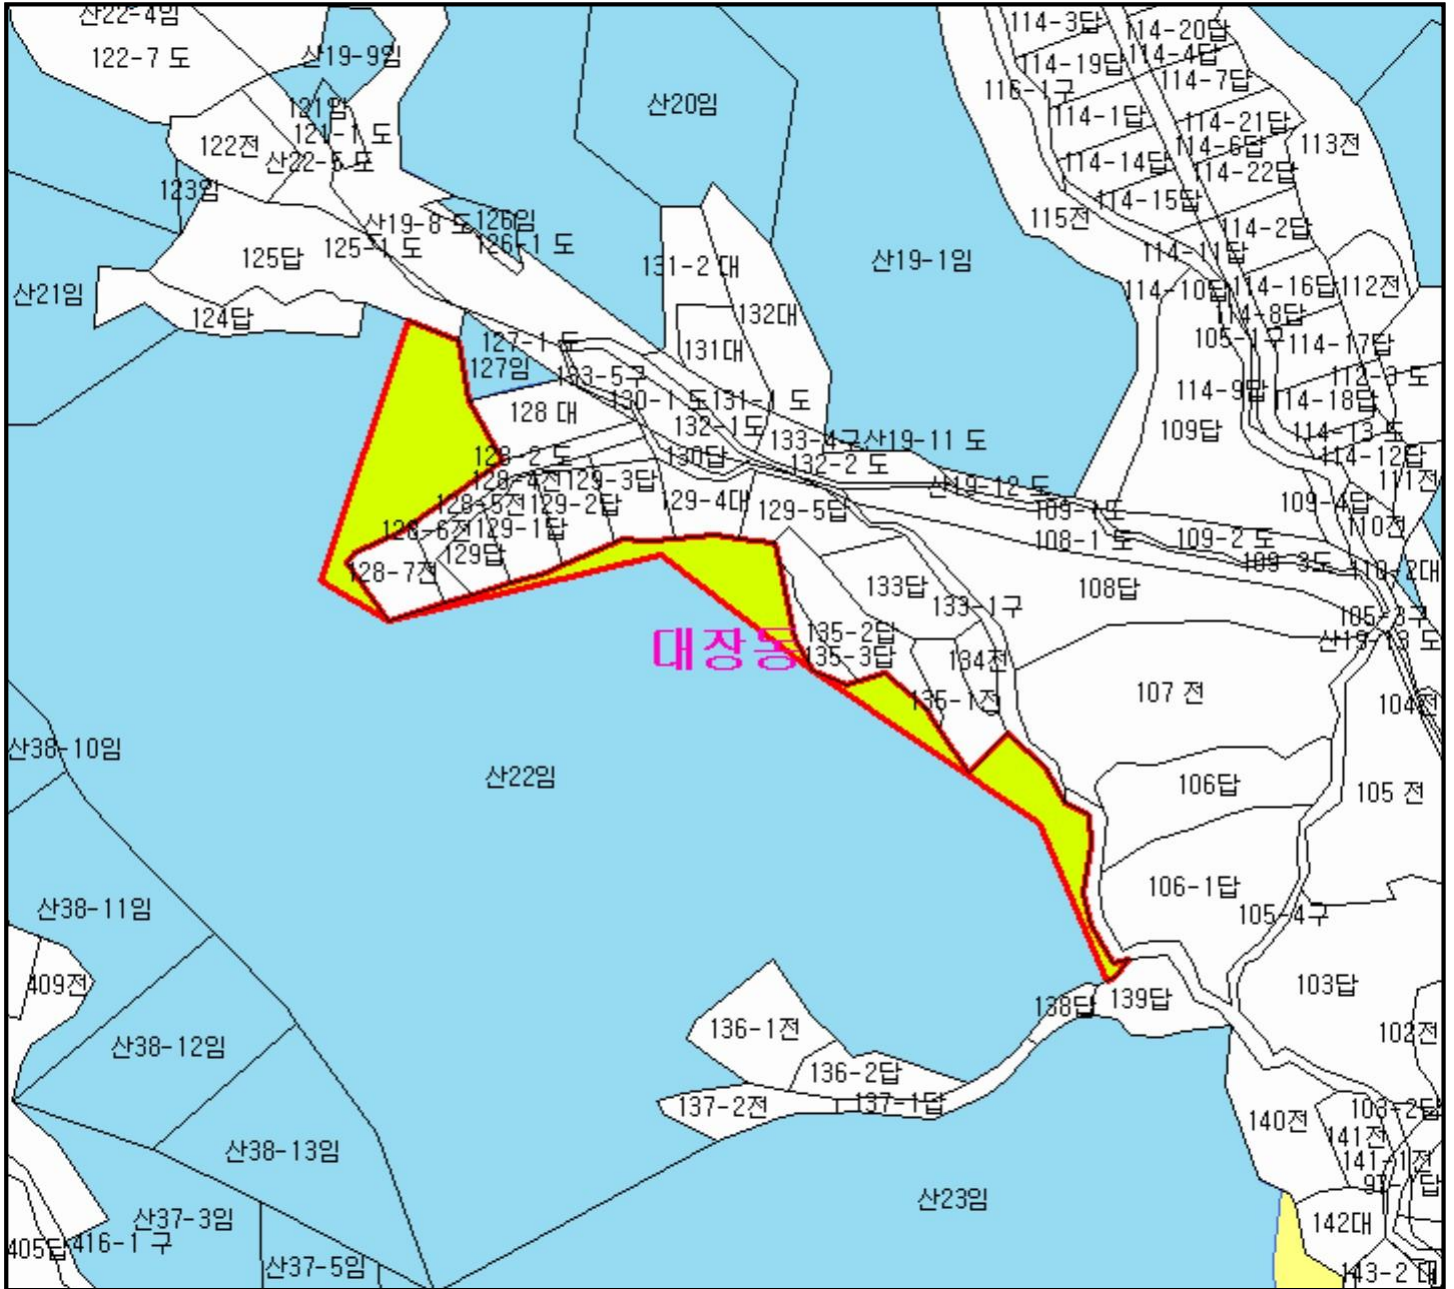 산22-4임
122-7 도
산19-9임
114-3답
114-20답
114-4답
114-19답
114-7답
116-1구
산20임
121임
121-1 도
114-1답
114-21답
122전
산22-5 도
114-6답
113전
114-14답
114-22답
123임
114-15답
산19-8 도
126임
115전
114-2답
126-1 도
125-1 도
125답
114-11답
산19-1임
131-2 대
산21임
114-10답
114-16답
112전
124답
132대
114-8답
105-1구
127-1 도
131대
114-17답
127임
133-5구
112-3 도
114-9답
130-1 도
131-1 도
114-18답
128 대
132-1도
109답
114-13 도
133-4구
산19-11 도
128-2 도
130답
132-2 도
114-12답
128-4전
129-3답
111전
산19-12 도
128-5전
129-2답
129-4대
129-5답
109-4답
109-1도
128-6전
129-1답
110전
108-1 도
109-2 도
129답
109-3도
128-7전
110-2대
133답
108답
133-1구
105-3구
135-2답
산19-13 도
대장동
135-3답
134전
107 전
135-1전
104전
산38-10임
산22임
106답
105 전
106-1답
산38-11임
105-4구
409전
103답
138답
139답
136-1전
102전
산38-12임
136-2답
137-2전
137-1답
103-2답
140전
141전
산38-13임
141-1전
산23임
산37-3임
142대
405답
416-1 구
산37-5임
143-2 대